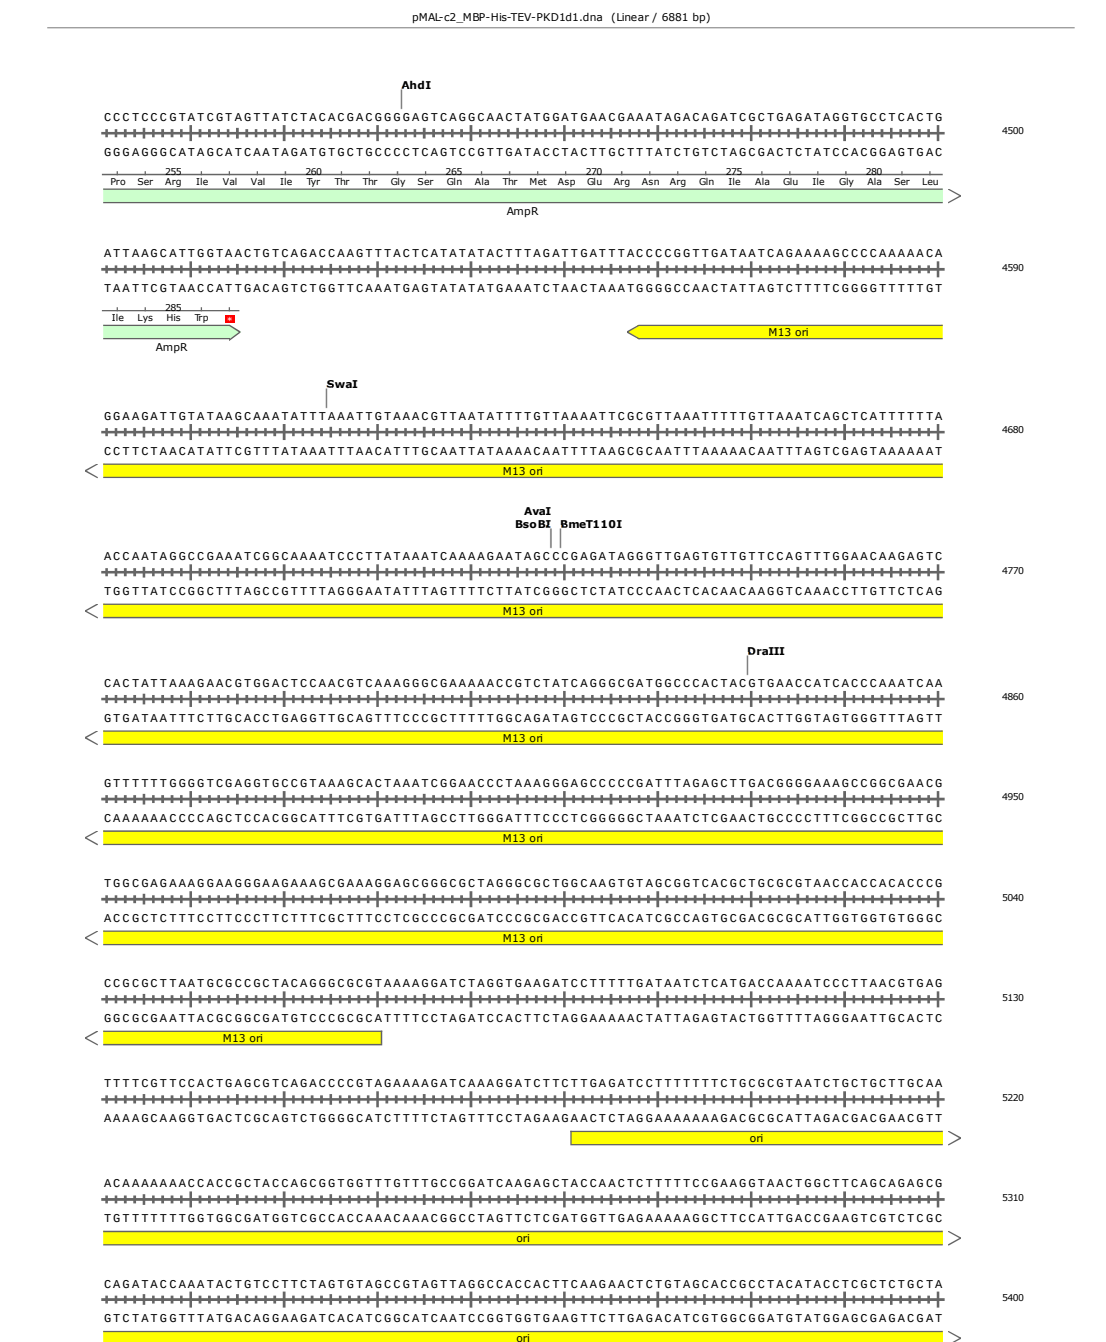 pMAL-c2_MBP-His-TEV-PKD1d1.dna (Linear / 6881 bp)
AhdI
CCCTCCCGTATCGTAGTTATCTACACGACGGGGAGTCAGGCAACTATGGATGAACGAAATAGACAGATCGCTGAGATAGGTGCCTCACTG
4500
GGGAGGGCATAGCATCAATAGATGTGCTGCCCCTCAGTCCGTTGATACCTACTTGCTTTATCTGTCTAGCGACTCTATCCACGGAGTGAC
255 260 265 270 275 280
Pro Ser Arg Ile Val Val Ile Tyr Thr Thr Gly Ser Gln Ala Thr Met Asp Glu Arg Asn Arg Gln Ile Ala Glu Ile Gly Ala Ser Leu
AmpR
ATTAAGCATTGGTAACTGTCAGACCAAGTTTACTCATATATACTTTAGATTGATTTACCCCGGTTGATAATCAGAAAAGCCCCAAAAACA
4590
TAATTCGTAACCATTGACAGTCTGGTTCAAATGAGTATATATGAAATCTAACTAAATGGGGCCAACTATTAGTCTTTTCGGGGTTTTTGT
285
Ile Lys His Trp *
M13 ori
AmpR
SwaI
GGAAGATTGTATAAGCAAATATTTAAATTGTAAACGTTAATATTTTGTTAAAATTCGCGTTAAATTTTTGTTAAATCAGCTCATTTTTTA
4680
CCTTCTAACATATTCGTTTATAAATTTAACATTTGCAATTATAAAACAATTTTAAGCGCAATTTAAAAACAATTTAGTCGAGTAAAAAAT
M13 ori
AvaI
BsoBI BmeT110I
ACCAATAGGCCGAAATCGGCAAAATCCCTTATAAATCAAAAGAATAGCCCGAGATAGGGTTGAGTGTTGTTCCAGTTTGGAACAAGAGTC
4770
TGGTTATCCGGCTTTAGCCGTTTTAGGGAATATTTAGTTTTCTTATCGGGCTCTATCCCAACTCACAACAAGGTCAAACCTTGTTCTCAG
M13 ori
DraIII
CACTATTAAAGAACGTGGACTCCAACGTCAAAGGGCGAAAAACCGTCTATCAGGGCGATGGCCCACTACGTGAACCATCACCCAAATCAA
4860
GTGATAATTTCTTGCACCTGAGGTTGCAGTTTCCCGCTTTTTGGCAGATAGTCCCGCTACCGGGTGATGCACTTGGTAGTGGGTTTAGTT
M13 ori
GTTTTTTGGGGTCGAGGTGCCGTAAAGCACTAAATCGGAACCCTAAAGGGAGCCCCCGATTTAGAGCTTGACGGGGAAAGCCGGCGAACG
4950
CAAAAAACCCCAGCTCCACGGCATTTCGTGATTTAGCCTTGGGATTTCCCTCGGGGGCTAAATCTCGAACTGCCCCTTTCGGCCGCTTGC
M13 ori
TGGCGAGAAAGGAAGGGAAGAAAGCGAAAGGAGCGGGCGCTAGGGCGCTGGCAAGTGTAGCGGTCACGCTGCGCGTAACCACCACACCCG
5040
ACCGCTCTTTCCTTCCCTTCTTTCGCTTTCCTCGCCCGCGATCCCGCGACCGTTCACATCGCCAGTGCGACGCGCATTGGTGGTGTGGGC
M13 ori
CCGCGCTTAATGCGCCGCTACAGGGCGCGTAAAAGGATCTAGGTGAAGATCCTTTTTGATAATCTCATGACCAAAATCCCTTAACGTGAG
5130
GGCGCGAATTACGCGGCGATGTCCCGCGCATTTTCCTAGATCCACTTCTAGGAAAAACTATTAGAGTACTGGTTTTAGGGAATTGCACTC
M13 ori
TTTTCGTTCCACTGAGCGTCAGACCCCGTAGAAAAGATCAAAGGATCTTCTTGAGATCCTTTTTTTCTGCGCGTAATCTGCTGCTTGCAA
5220
AAAAGCAAGGTGACTCGCAGTCTGGGGCATCTTTTCTAGTTTCCTAGAAGAACTCTAGGAAAAAAAGACGCGCATTAGACGACGAACGTT
ori
ACAAAAAAACCACCGCTACCAGCGGTGGTTTGTTTGCCGGATCAAGAGCTACCAACTCTTTTTCCGAAGGTAACTGGCTTCAGCAGAGCG
5310
TGTTTTTTTGGTGGCGATGGTCGCCACCAAACAAACGGCCTAGTTCTCGATGGTTGAGAAAAAGGCTTCCATTGACCGAAGTCGTCTCGC
ori
CAGATACCAAATACTGTCCTTCTAGTGTAGCCGTAGTTAGGCCACCACTTCAAGAACTCTGTAGCACCGCCTACATACCTCGCTCTGCTA
5400
GTCTATGGTTTATGACAGGAAGATCACATCGGCATCAATCCGGTGGTGAAGTTCTTGAGACATCGTGGCGGATGTATGGAGCGAGACGAT
ori